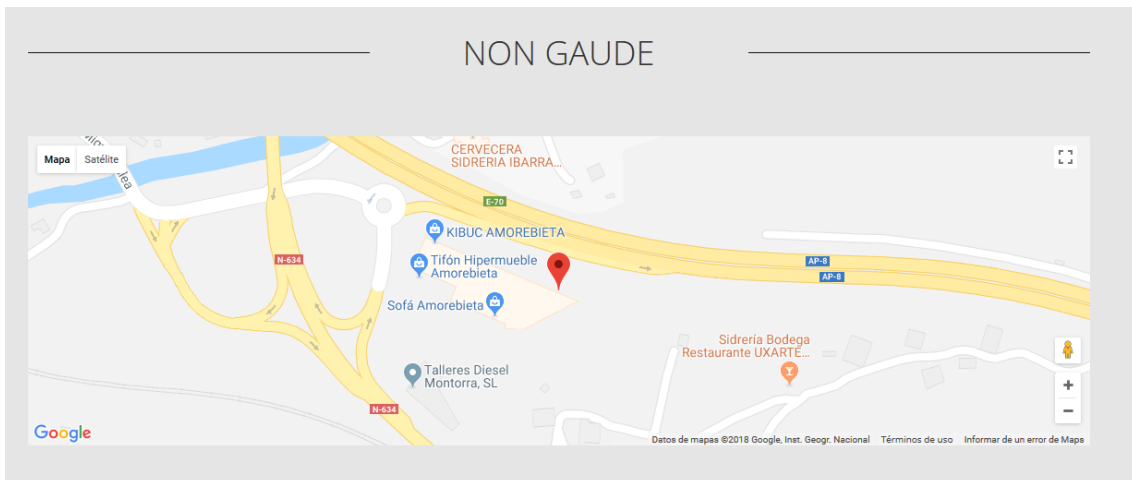 NON GAUDE
Mapa
Satélite
CERVECERA
SIDRERIA IBARRA...
E-70
KIBUC AMOREBIETA
N-634
Tifón Hipermueble
Amorebieta
AP-8
AP-8
Sofá Amorebieta
Sidrería Bodega
Restaurante UXARTE...
Talleres Diesel
Montorra, SL
N-634
+
−
Google
Datos de mapas ©2018 Google, Inst. Geogr. Nacional
Términos de uso
Informar de un error de Maps